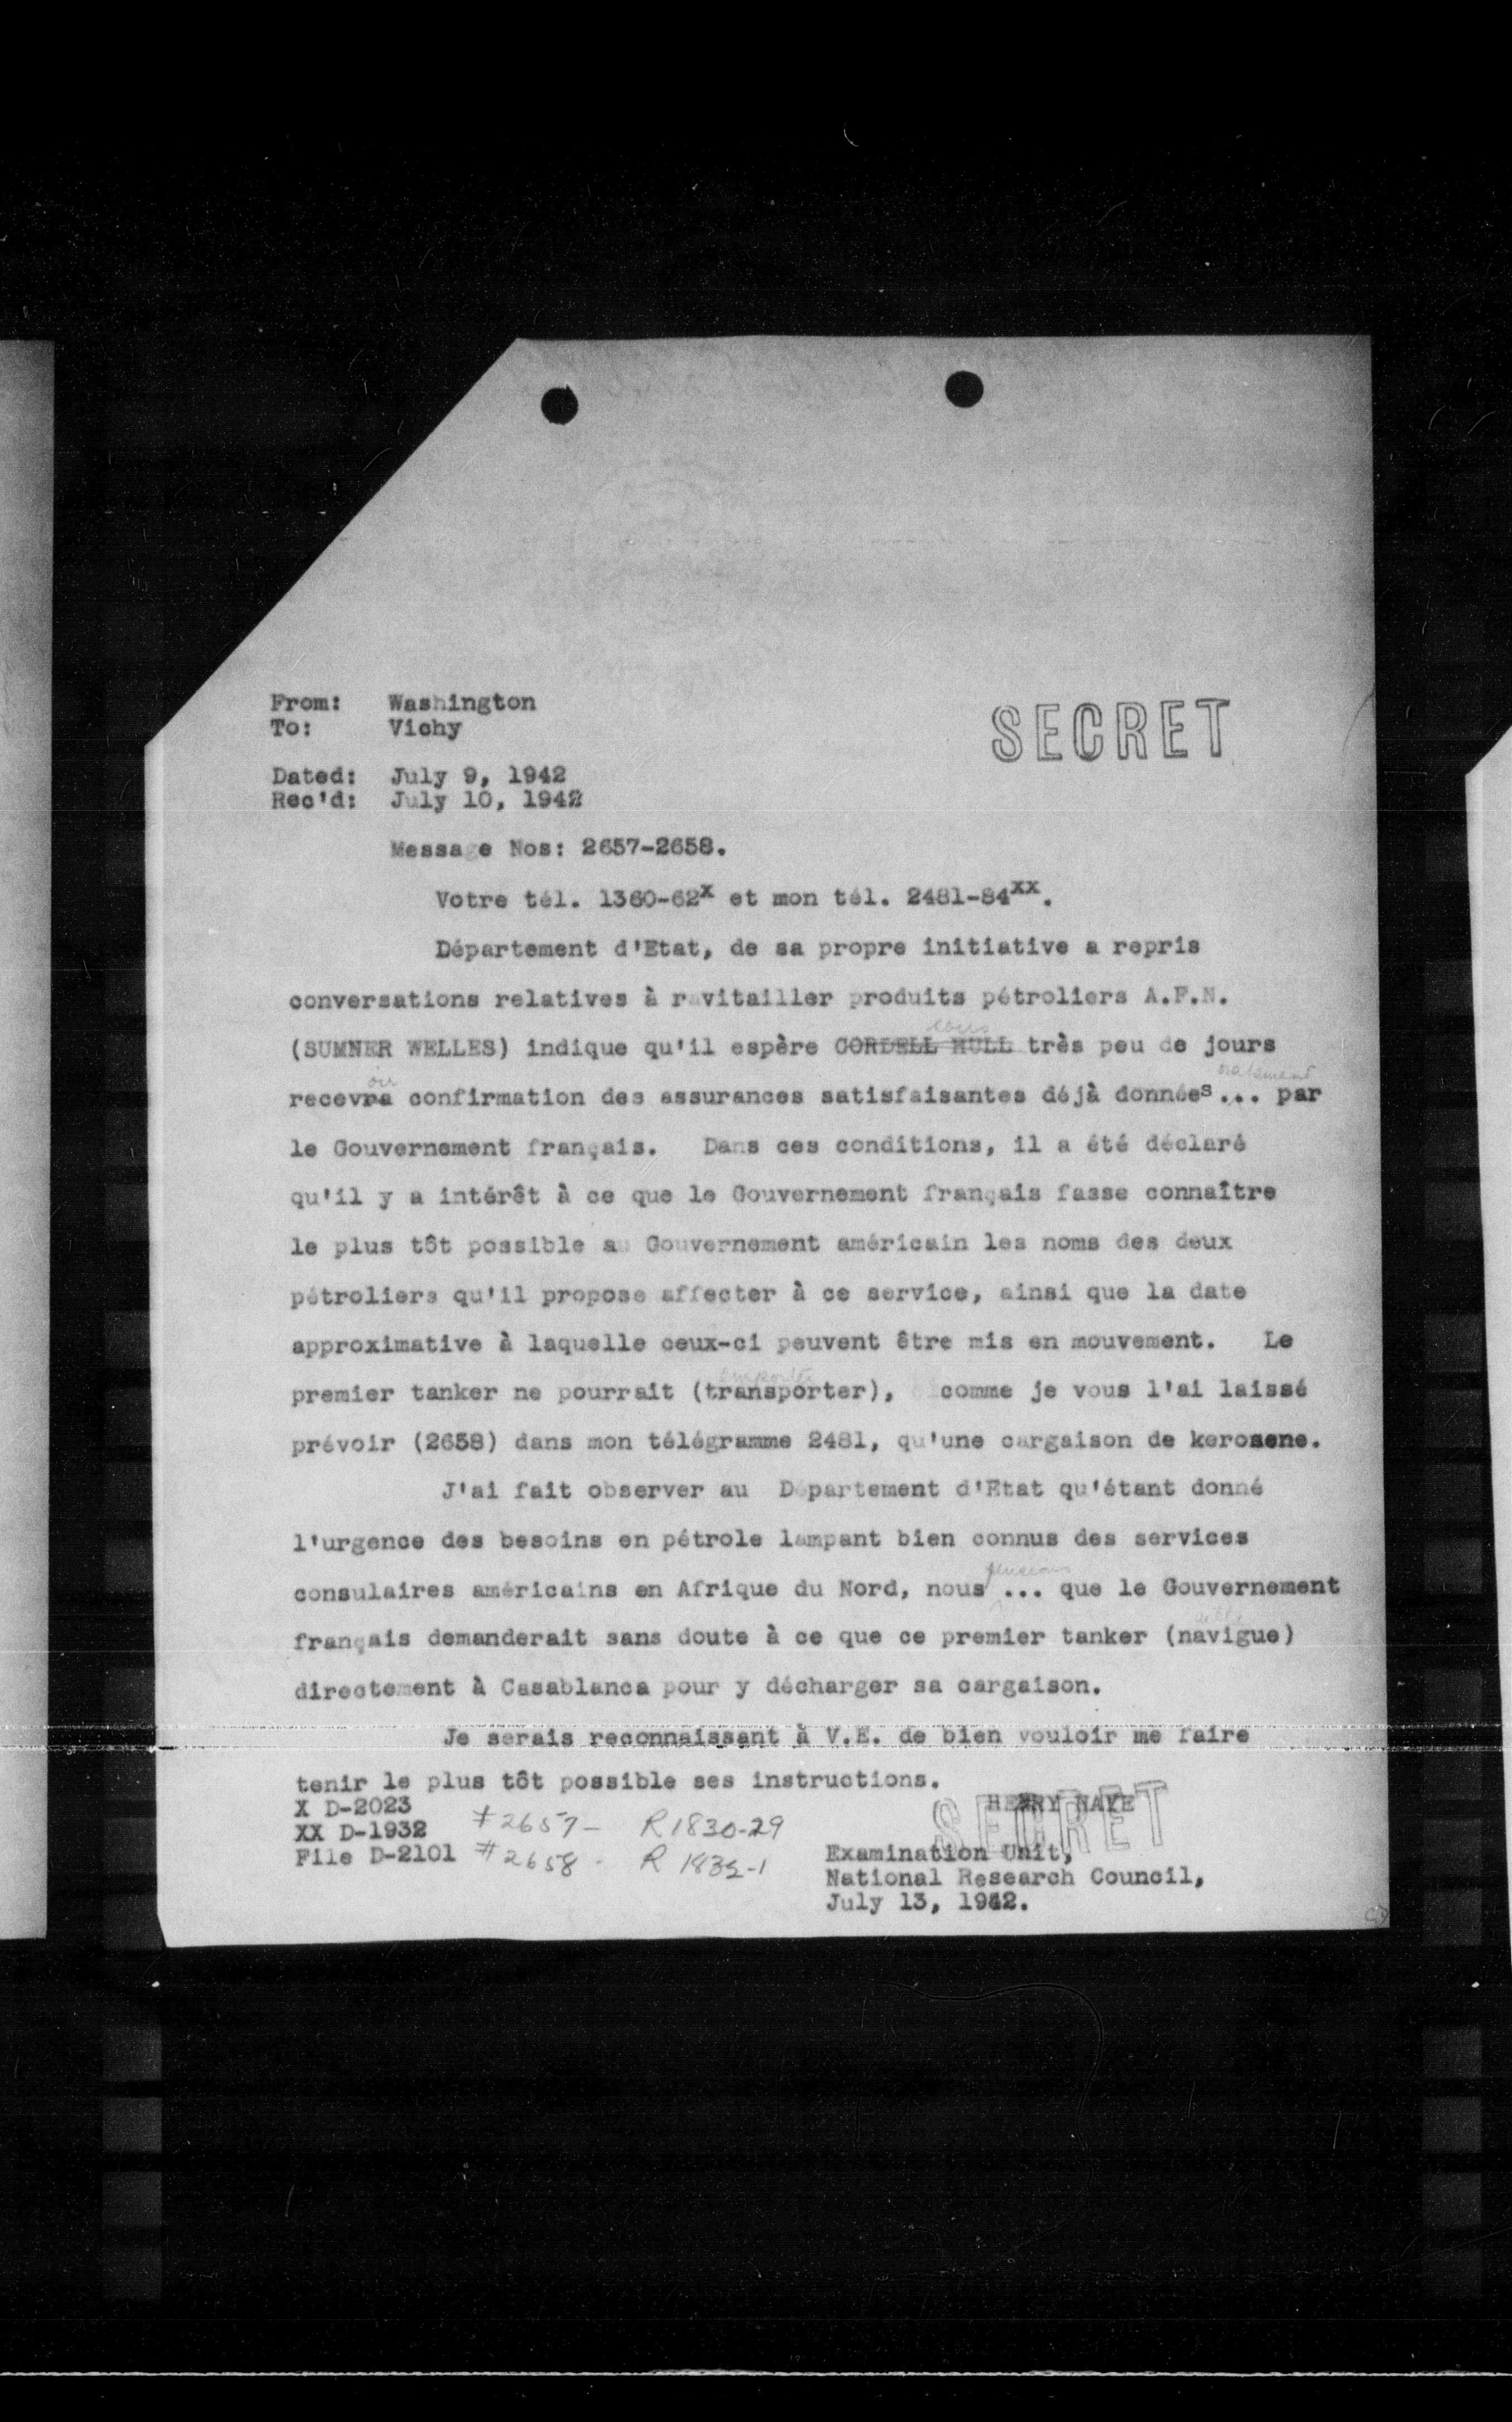 From: Washington
To: Vichy
SECRET
Dated: July 9, 1942
Rec'd: July 10, 1942
Message Nos: 2657-2658.
Votre tél. 1360-62x et mon tél. 2481-84xx.
Département d'Etat, de sa propre initiative a repris
conversations relatives à ravitailler produits pétroliers A.F.N.
(SUMNER WELLES) indique qu'il espère CORDELL HULL très peu de jours
oir oralement
recevra confirmation des assurances satisfaisantes déjà données ... par
le Gouvernement français. Dans ces conditions, il a été déclaré
qu'il y a intérêt à ce que le Gouvernement français fasse connaître
le plus tôt possible au Gouvernement américain les noms des deux
pétroliers qu'il propose affecter à ce service, ainsi que la date
approximative à laquelle ceux-ci peuvent être mis en mouvement. Le
premier tanker ne pourrait (transporter), comme je vous l'ai laissé
prévoir (2658) dans mon télégramme 2481, qu'une cargaison de kerosene.
J'ai fait observer au Département d'Etat qu'étant donné
l'urgence des besoins en pétrole lampant bien connus des services
pensions
consulaires américains en Afrique du Nord, nous ... que le Gouvernement
français demanderait sans doute à ce que ce premier tanker (navigue)
directement à Casablanca pour y décharger sa cargaison.
Je serais reconnaissant à V.E. de bien vouloir me faire
tenir le plus tôt possible ses instructions.
X D-2023
HENRY HAYE
SECRET
XX D-1932 #2657- R1830-29
File D-2101 #2658-
Examination Unit,
National Research Council,
July 13, 1942.